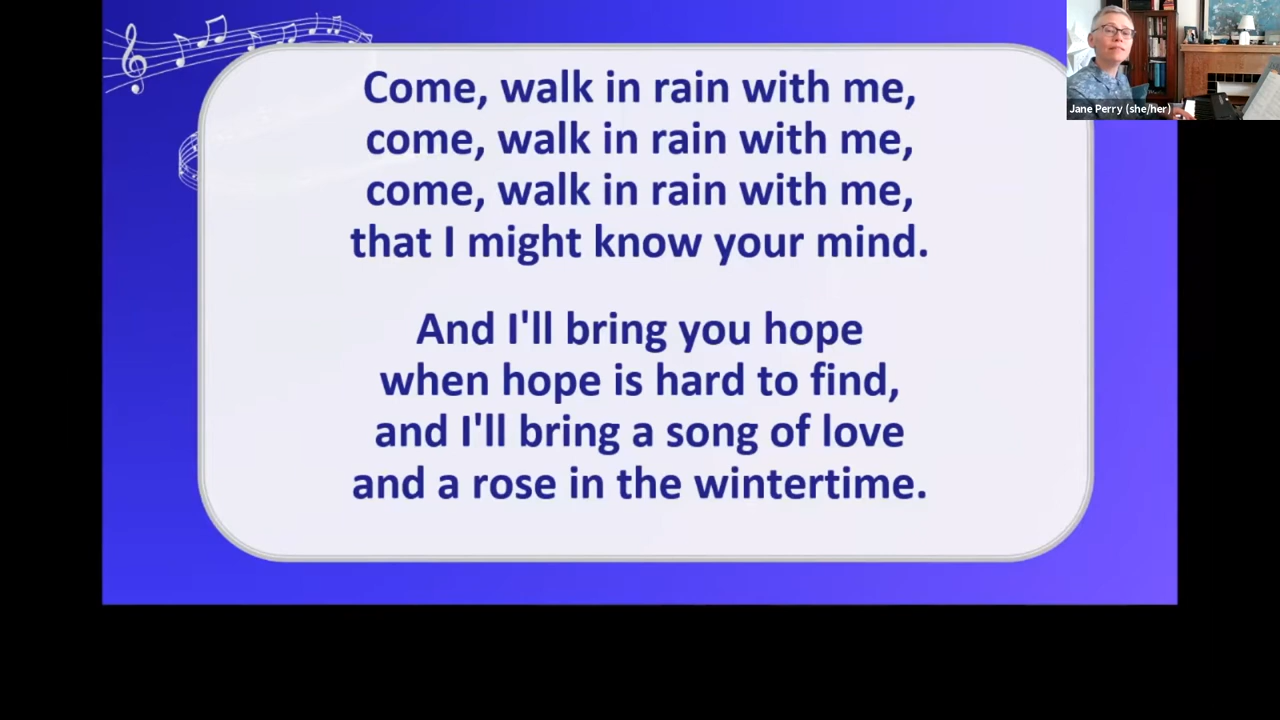 Come, walk in rain with me,
come, walk in rain with me,
come, walk in rain with me,
that I might know your mind.
And I'll bring you hope
when hope is hard to find,
and I'll bring a song of love
and a rose in the wintertime.
Jane Perry (she/her)